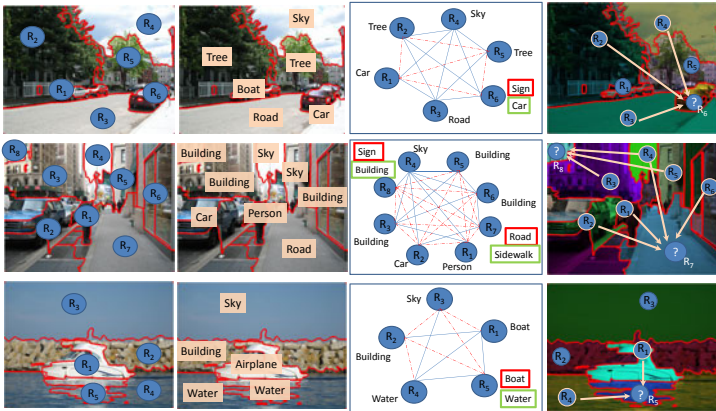 R4
R2
R5
R1
R6
R3
Sky
Tree
Tree
Boat
Road
Car
Sky
Tree
R4
R2
R5
Tree
Car
R1
Sign
R6
Car
R3
Road
R4
R2
R5
R1
?
R6
R3
R8
R4
R3
R5
R6
R1
R2
R7
Building
Sky
Sky
Building
Building
Car
Person
Road
Sign
Sky
Building
Building
R4
R5
R8
R6
Building
R3
R7
Building
Road
R2
R1
Sidewalk
Car
Person
?
R8
R4
R5
R3
R6
R2
R1
?
R7
R3
R2
R1
R5
R4
Sky
Building
Airplane
Water
Water
Sky
R3
R2
R1
Boat
Building
R4
R5
Boat
Water
Water
R3
R2
R1
R4
?
R5